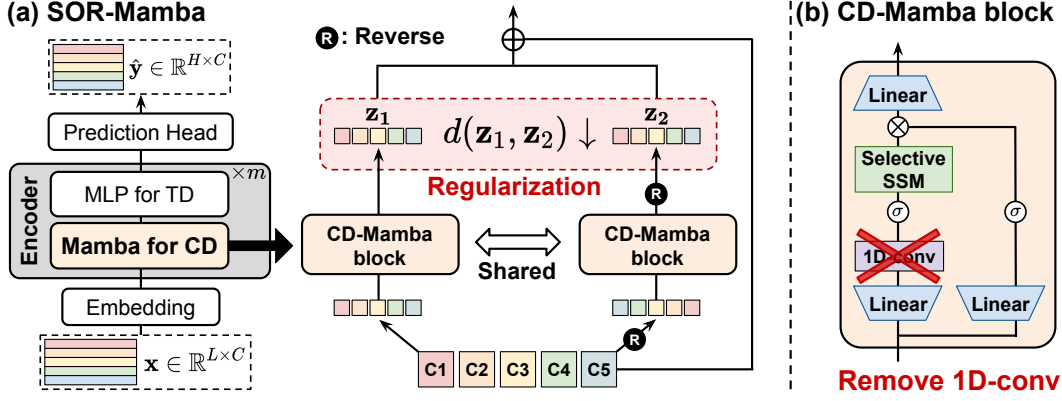 (a) SOR-Mamba
ŷ ∈ ℝ^{H×C}
Prediction Head
Encoder
×m
MLP for TD
Mamba for CD
Embedding
x ∈ ℝ^{L×C}
R : Reverse
z₁
d(z₁, z₂) ↓
z₂
Regularization
R
CD-Mamba
block
Shared
CD-Mamba
block
R
C1 C2 C3 C4 C5
(b) CD-Mamba block
Linear
Selective
SSM
σ
σ
1D-conv
Linear
Linear
Remove 1D-conv